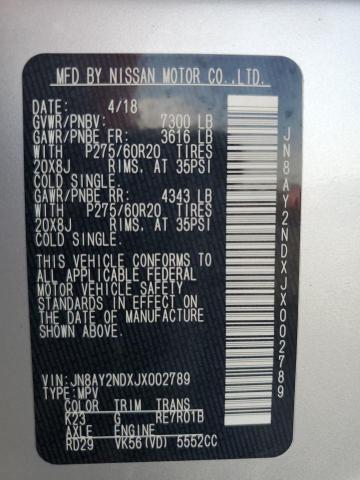 MFD BY NISSAN MOTOR CO.,LTD.
DATE: 4/18
GVWR/PNBV: 7300 LB
GAWR/PNBE FR: 3616 LB
WITH P275/60R20 TIRES
20X8J RIMS. AT 35PSI
COLD SINGLE.
GAWR/PNBE RR: 4343 LB
WITH P275/60R20 TIRES
20X8J RIMS. AT 35PSI
COLD SINGLE.
THIS VEHICLE CONFORMS TO
ALL APPLICABLE FEDERAL
MOTOR VEHICLE SAFETY
STANDARDS IN EFFECT ON
THE DATE OF MANUFACTURE
SHOWN ABOVE.
VIN:JN8AY2NDXJX002789
TYPE:MPV
COLOR TRIM TRANS
K23 G RE7R01B
AXLE ENGINE
RD29 VK56(VD) 5552CC
JN8AY2NDXJX002789